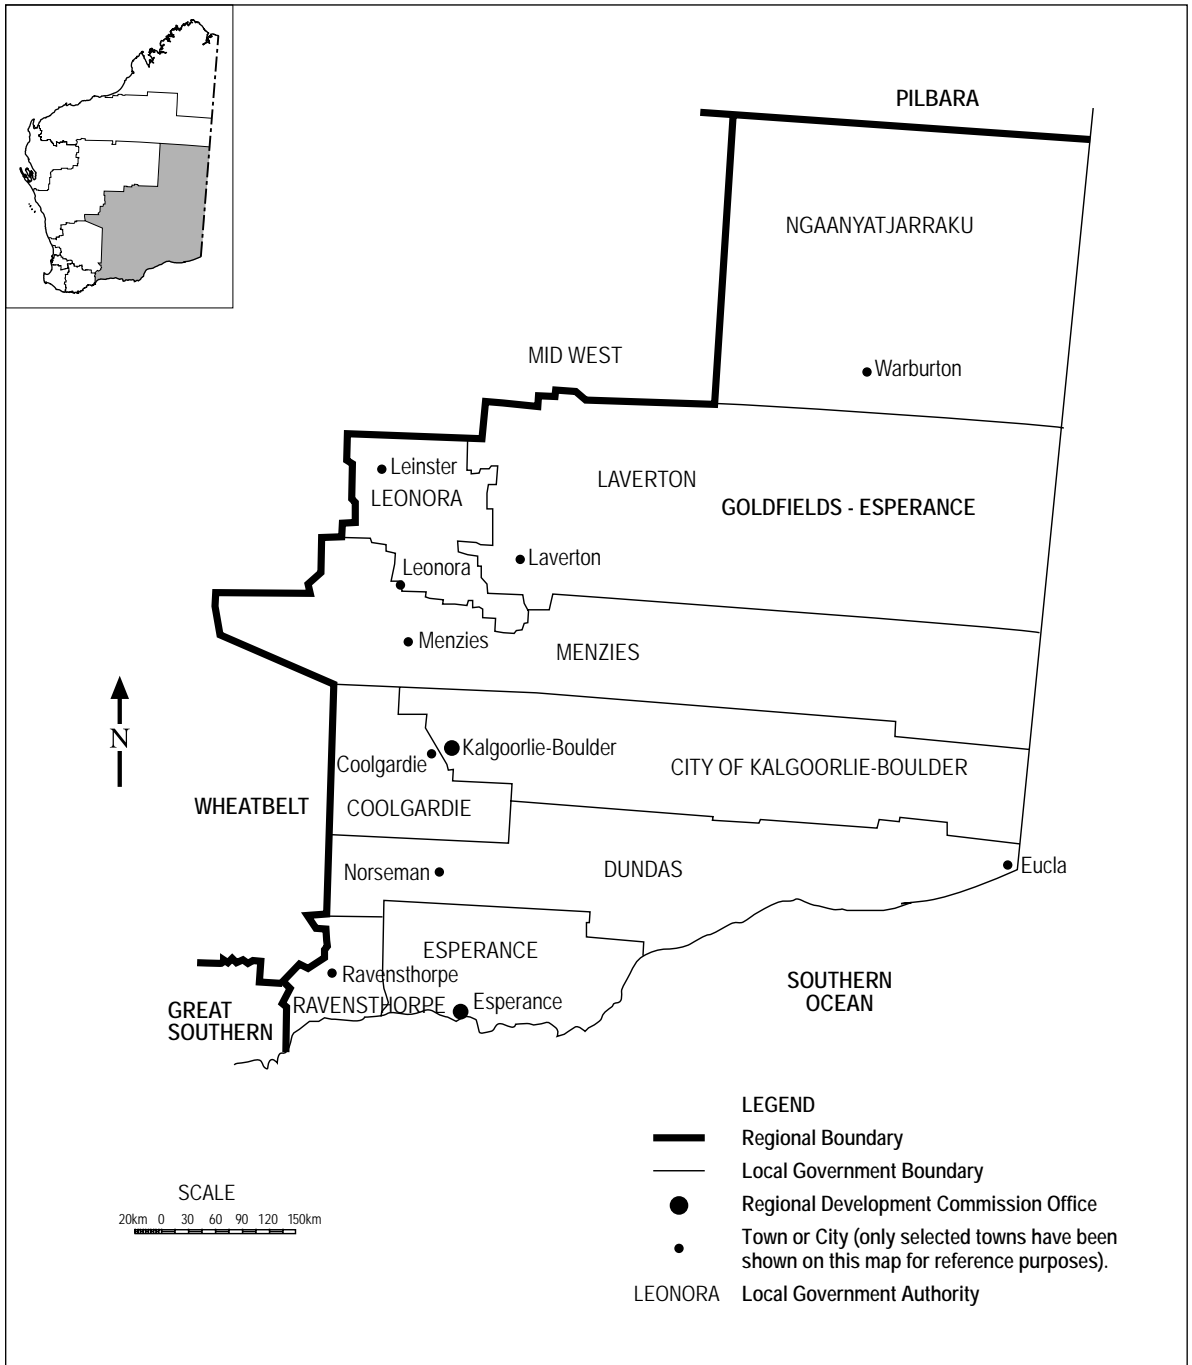 PILBARA
NGAANYATJARRAKU
MID WEST
Warburton
Leinster
LEONORA
LAVERTON
GOLDFIELDS - ESPERANCE
Laverton
Leonora
Menzies
MENZIES
N
Kalgoorlie-Boulder
Coolgardie
CITY OF KALGOORLIE-BOULDER
WHEATBELT
COOLGARDIE
Norseman
DUNDAS
Eucla
ESPERANCE
Ravensthorpe
RAVENSTHORPE
Esperance
GREAT
SOUTHERN
SOUTHERN
OCEAN
LEGEND
Regional Boundary
Local Government Boundary
Regional Development Commission Office
Town or City (only selected towns have been
shown on this map for reference purposes).
LEONORA Local Government Authority
SCALE
20km 0 30 60 90 120 150km